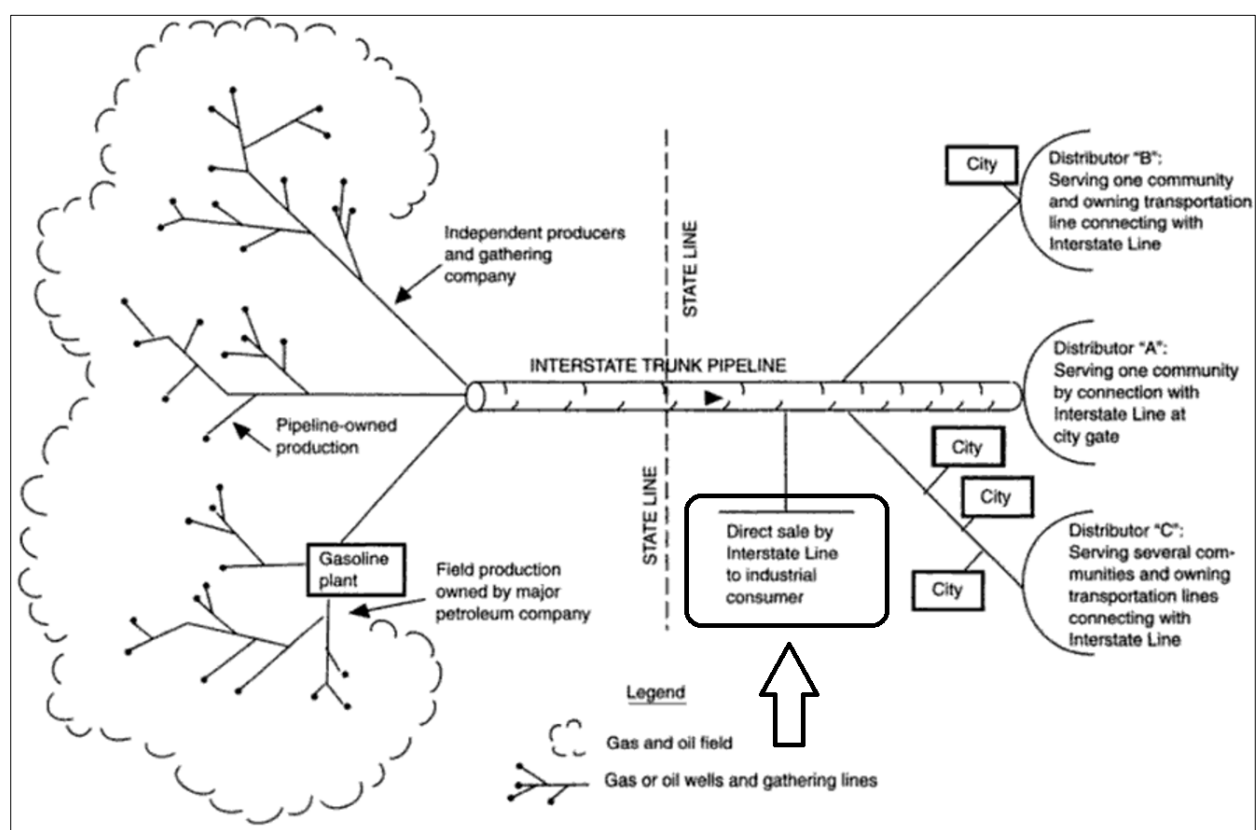 City
Distributor "B":
Serving one community
and owning transportation
line connecting with
Interstate Line
Independent producers
and gathering
company
STATE LINE
INTERSTATE TRUNK PIPELINE
Distributor "A":
Serving one community
by connection with
Interstate Line at
city gate
Pipeline-owned
production
STATE LINE
City
City
City
Direct sale by
Interstate Line
to industrial
consumer
Distributor "C":
Serving several com-
munities and owning
transportation lines
connecting with
Interstate Line
Gasoline
plant
Field production
owned by major
petroleum company
Legend
Gas and oil field
Gas or oil wells and gathering lines